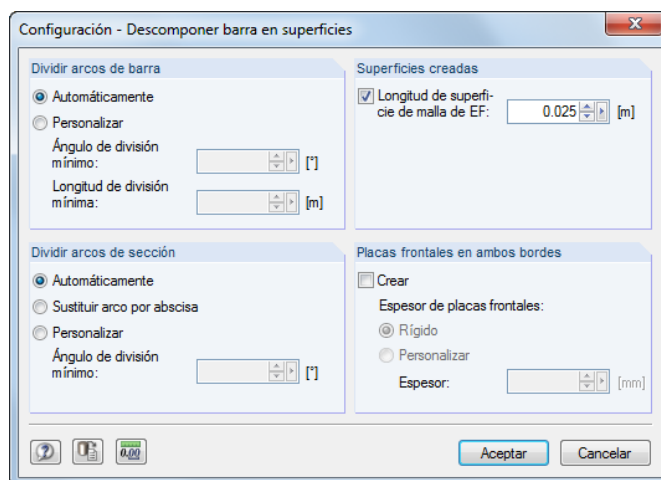 Configuración - Descomponer barra en superficies
Dividir arcos de barra
Automáticamente
Personalizar
Ángulo de división
mínimo:
[°]
Longitud de división
mínima:
[m]
Superficies creadas
Longitud de superfi-
cie de malla de EF:
0.025
[m]
Dividir arcos de sección
Automáticamente
Sustituir arco por abscisa
Personalizar
Ángulo de división
mínimo:
[°]
Placas frontales en ambos bordes
Crear
Espesor de placas frontales:
Rígido
Personalizar
Espesor:
[mm]
0.00
Aceptar
Cancelar